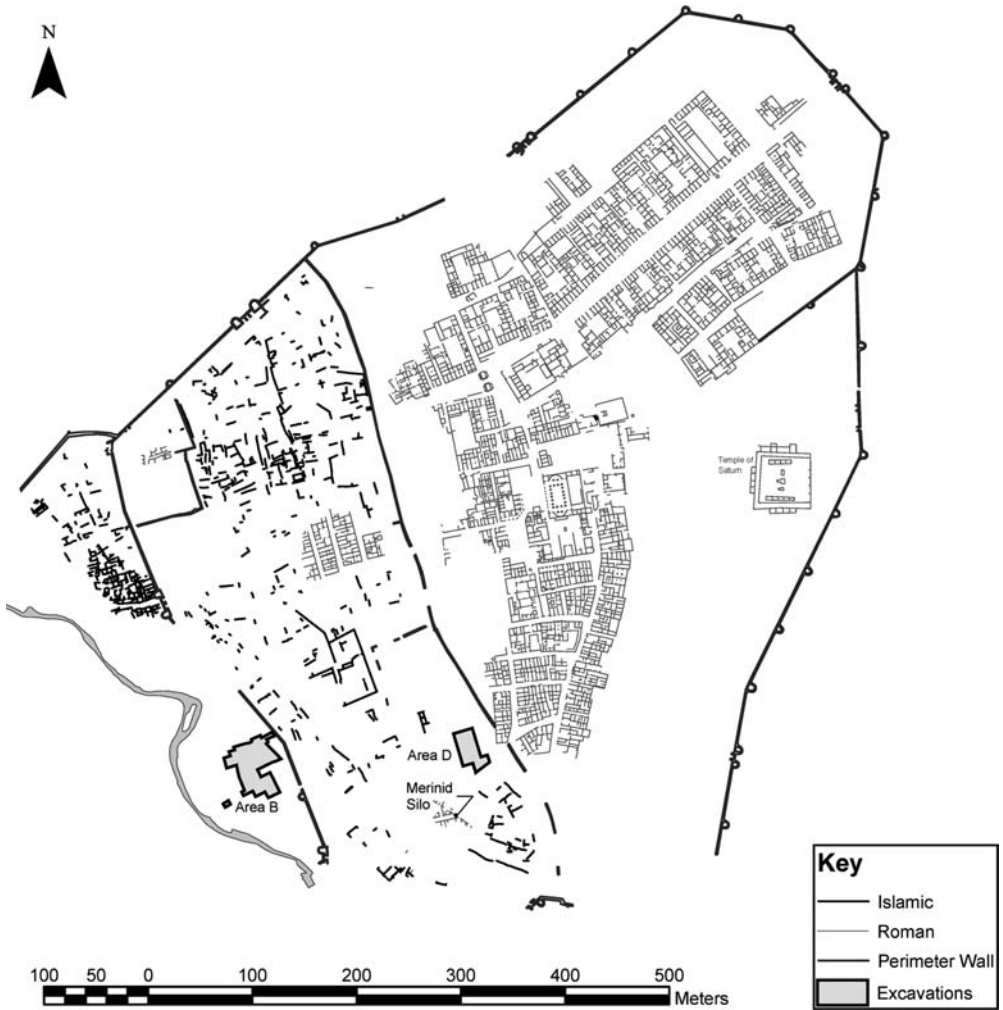 N
Temple of
Saturn
Area D
Merinid
Silo
Area B
Key
Islamic
Roman
Perimeter Wall
Excavations
100 50 0 100 200 300 400 500
Meters